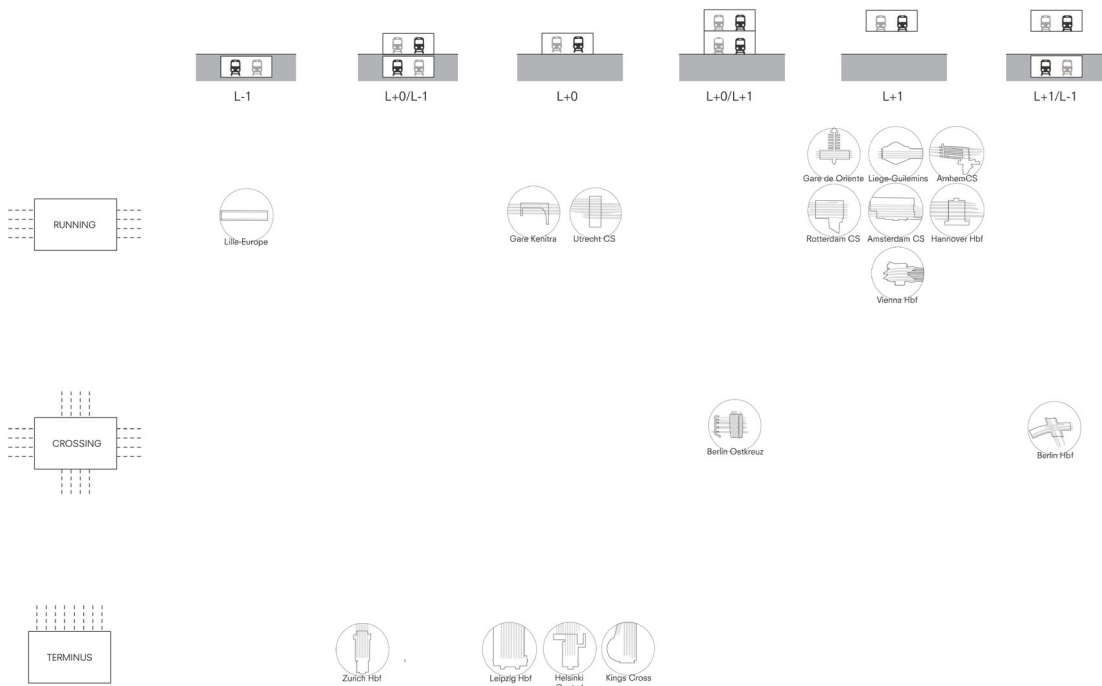 L-1
L+0/L-1
L+0
L+0/L+1
L+1
L+1/L-1
Gare de Oriente
Liege-Guilemins
ArnhemCS
RUNNING
Lille-Europe
Gare Kenitra
Utrecht CS
Rotterdam CS
Amsterdam CS
Hannover Hbf
Vienna Hbf
CROSSING
Berlin Ostkreuz
Berlin Hbf
TERMINUS
Zurich Hbf
Leipzig Hbf
Helsinki
Central
Kings Cross